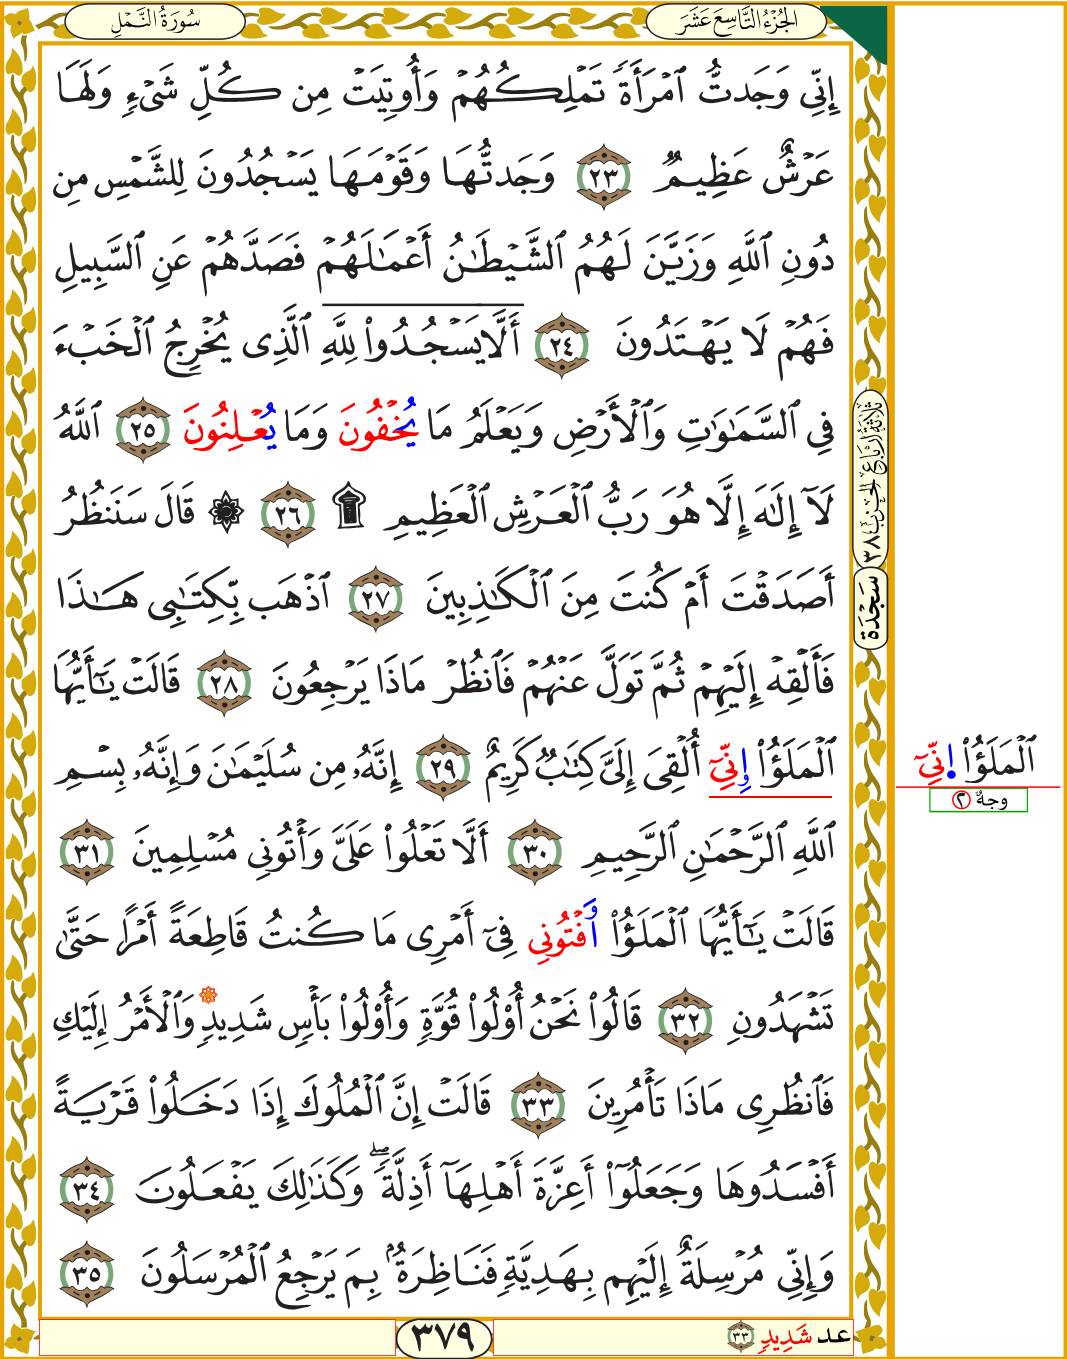 الجُزْءُ التَّاسِعَ عَشَرَ
سُورَةُ النَّمْلِ
إِنِّي وَجَدتُّ ٱمْرَأَةً تَمْلِكُهُمْ وَأُوتِيَتْ مِن كُلِّ شَىْءٍ وَلَهَا
عَرْشٌ عَظِيمٌ ٢٣ وَجَدتُّهَا وَقَوْمَهَا يَسْجُدُونَ لِلشَّمْسِ مِن
دُونِ ٱللَّهِ وَزَيَّنَ لَهُمُ ٱلشَّيْطَٰنُ أَعْمَٰلَهُمْ فَصَدَّهُمْ عَنِ ٱلسَّبِيلِ
فَهُمْ لَا يَهْتَدُونَ ٢٤ أَلَّا يَسْجُدُوا۟ لِلَّهِ ٱلَّذِى يُخْرِجُ ٱلْخَبْءَ
فِي ٱلسَّمَٰوَٰتِ وَٱلْأَرْضِ وَيَعْلَمُ مَا يُخْفُونَ وَمَا يُعْلِنُونَ ٢٥ ٱللَّهُ
لَآ إِلَٰهَ إِلَّا هُوَ رَبُّ ٱلْعَرْشِ ٱلْعَظِيمِ ۩ ٢٦ ۞ قَالَ سَنَنظُرُ
أَصَدَقْتَ أَمْ كُنتَ مِنَ ٱلْكَٰذِبِينَ ٢٧ ٱذْهَب بِّكِتَٰبِى هَٰذَا
فَأَلْقِهْ إِلَيْهِمْ ثُمَّ تَوَلَّ عَنْهُمْ فَٱنظُرْ مَاذَا يَرْجِعُونَ ٢٨ قَالَتْ يَٰٓأَيُّهَا
ٱلْمَلَؤُا۟ إِنِّىٓ أُلْقِىَ إِلَىَّ كِتَٰبٌ كَرِيمٌ ٢٩ إِنَّهُۥ مِن سُلَيْمَٰنَ وَإِنَّهُۥ بِسْمِ
ٱللَّهِ ٱلرَّحْمَٰنِ ٱلرَّحِيمِ ٣٠ أَلَّا تَعْلُوا۟ عَلَىَّ وَأْتُونِى مُسْلِمِينَ ٣١
قَالَتْ يَٰٓأَيُّهَا ٱلْمَلَؤُا۟ وَفْتُونِى فِىٓ أَمْرِى مَا كُنتُ قَاطِعَةً أَمْرًا حَتَّىٰ
تَشْهَدُونِ ٣٢ قَالُوا۟ نَحْنُ أُو۟لُوا۟ قُوَّةٍ وَأُو۟لُوا۟ بَأْسٍ شَدِيدٍ وَٱلْأَمْرُ إِلَيْكِ
فَٱنظُرِى مَاذَا تَأْمُرِينَ ٣٣ قَالَتْ إِنَّ ٱلْمُلُوكَ إِذَا دَخَلُوا۟ قَرْيَةً
أَفْسَدُوهَا وَجَعَلُوٓا۟ أَعِزَّةَ أَهْلِهَآ أَذِلَّةً ۖ وَكَذَٰلِكَ يَفْعَلُونَ ٣٤
وَإِنِّي مُرْسِلَةٌ إِلَيْهِم بِهَدِيَّةٍ فَنَاظِرَةٌۢ بِمَ يَرْجِعُ ٱلْمُرْسَلُونَ ٣٥
ثَلَاثَةُ أَرْبَاعِ الحِزْبِ ٣٨
سَجْدَة
ٱلْمَلَؤُا۟ اِنِّىٓ
وجهٌ ٢
عد شَدِيدٍ ٣٣
٣٧٩